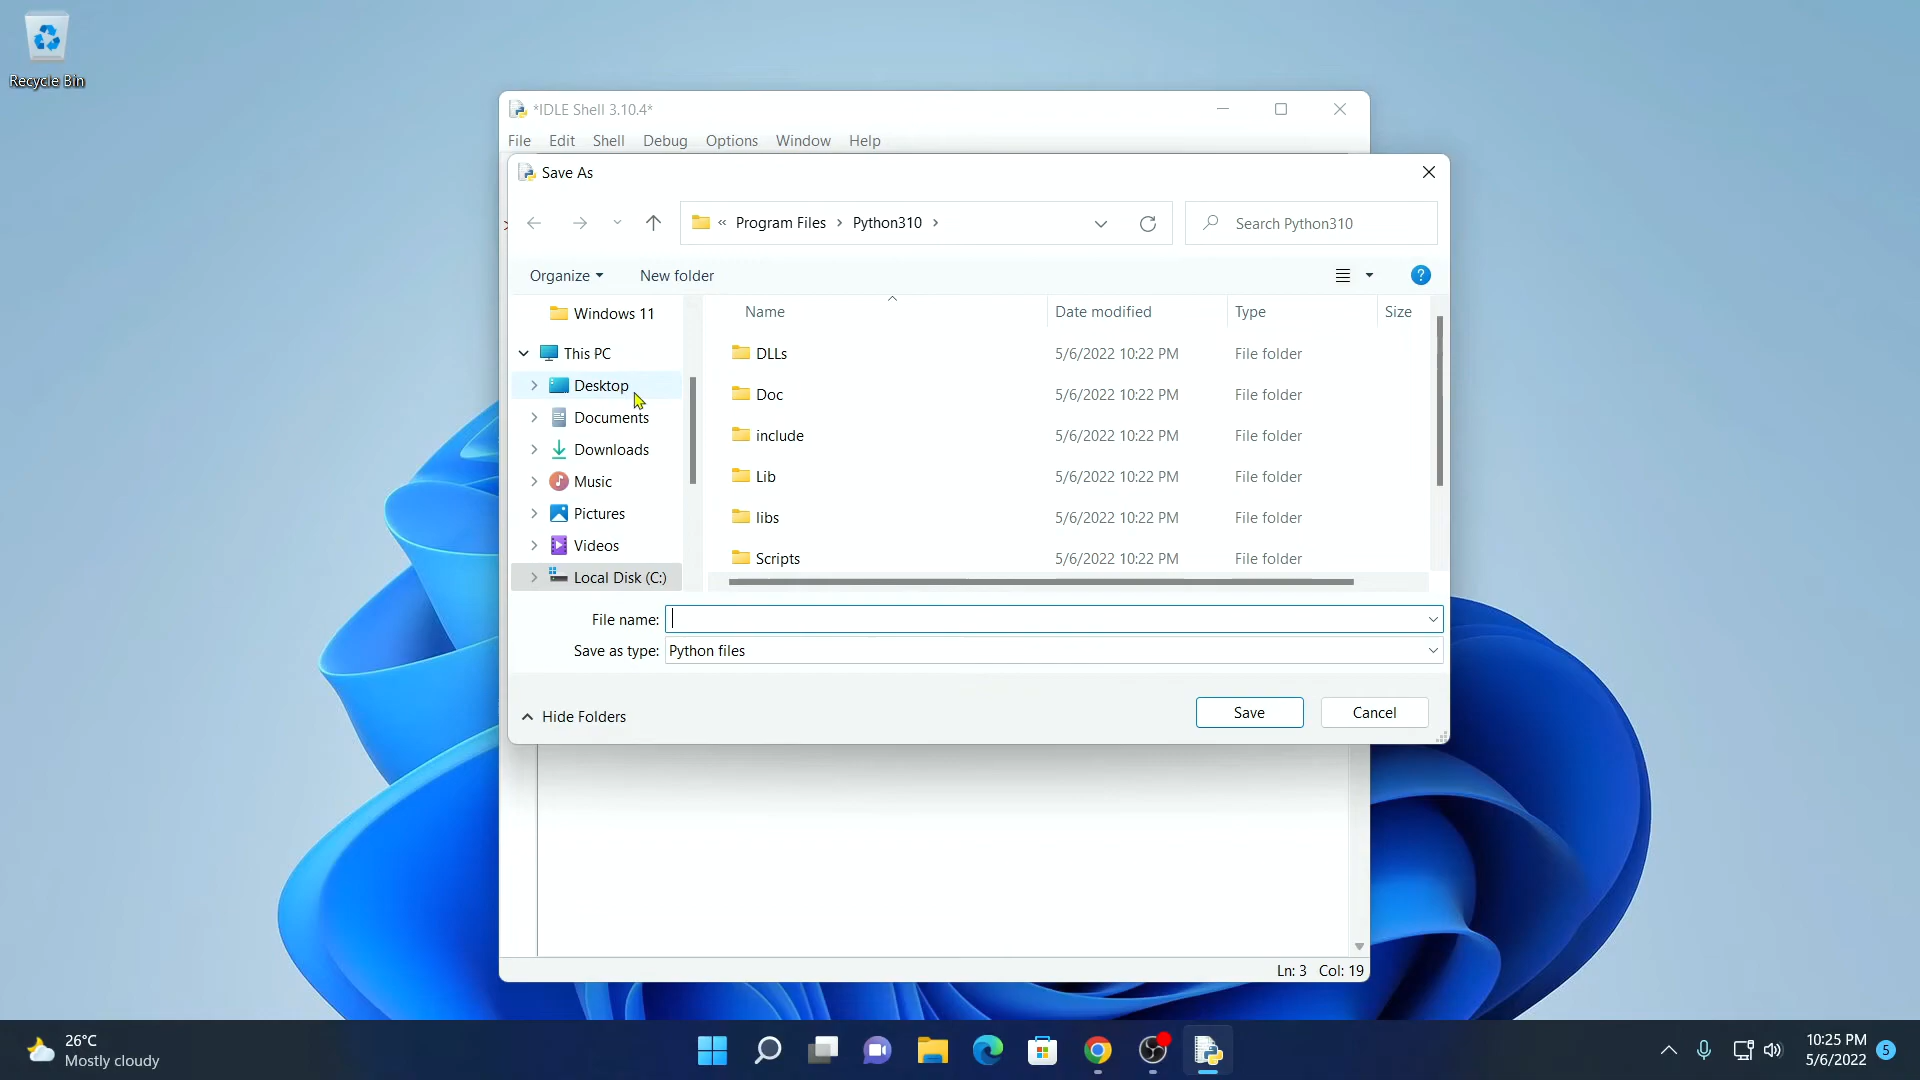 Recycle Bin
*IDLE Shell 3.10.4*
File Edit Shell Debug Options Window Help
Save As
« Program Files › Python310 ›
Search Python310
Organize
New folder
Windows 11
This PC
Desktop
Documents
Downloads
Music
Pictures
Videos
Local Disk (C:)
Name Date modified Type Size
DLLs 5/6/2022 10:22 PM File folder
Doc 5/6/2022 10:22 PM File folder
include 5/6/2022 10:22 PM File folder
Lib 5/6/2022 10:22 PM File folder
libs 5/6/2022 10:22 PM File folder
Scripts 5/6/2022 10:22 PM File folder
File name:
Save as type: Python files
Hide Folders
Save
Cancel
Ln: 3 Col: 19
26°C
Mostly cloudy
10:25 PM
5/6/2022
5